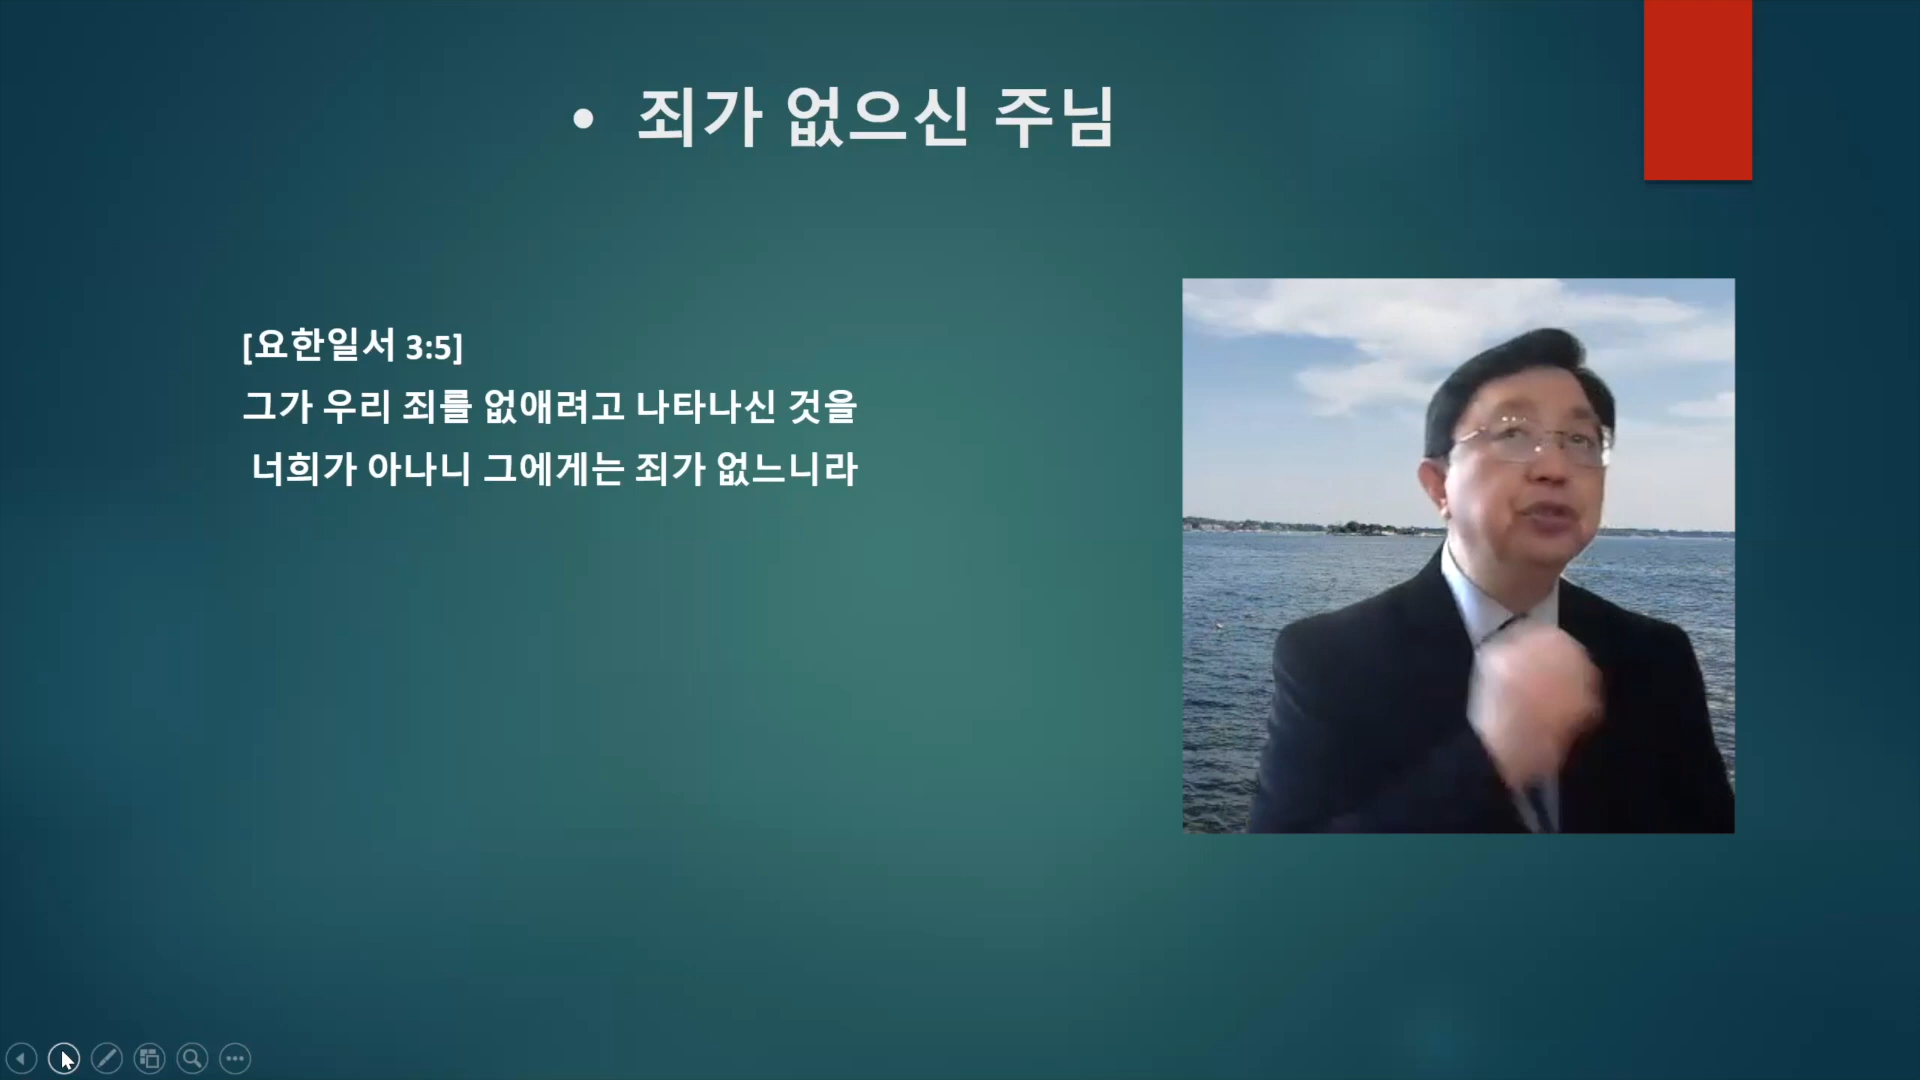 • 죄가 없으신 주님
[요한일서 3:5]
그가 우리 죄를 없애려고 나타나신 것을
너희가 아나니 그에게는 죄가 없느니라